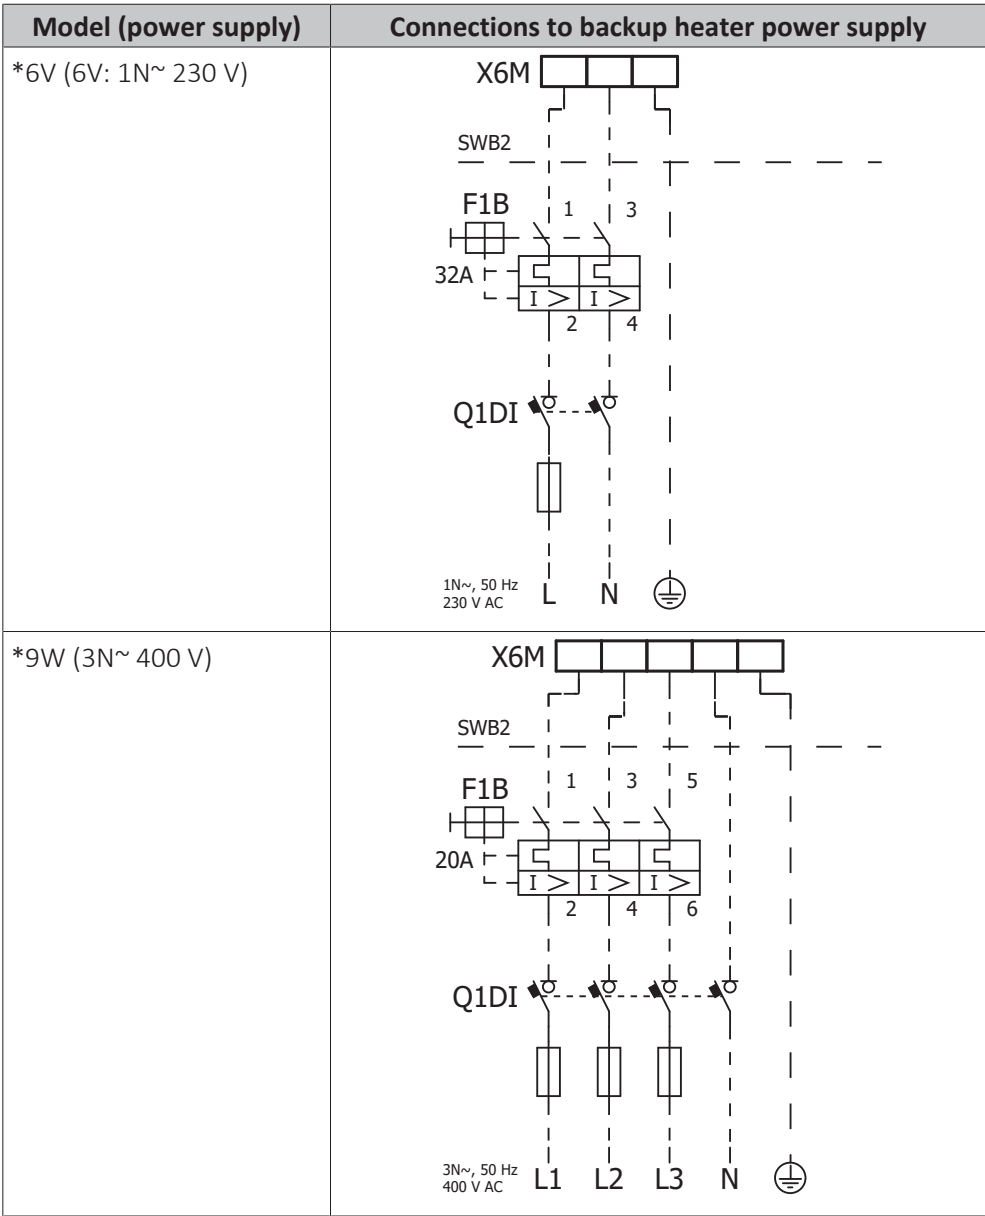 Model (power supply) Connections to backup heater power supply
*6V (6V: 1N~ 230 V)
X6M
SWB2
F1B 1 3
32A
I > I >
2 4
Q1DI
1N~, 50 Hz
230 V AC
L N
*9W (3N~ 400 V)
X6M
SWB2
F1B 1 3 5
20A
I > I > I >
2 4 6
Q1DI
3N~, 50 Hz
400 V AC
L1 L2 L3 N